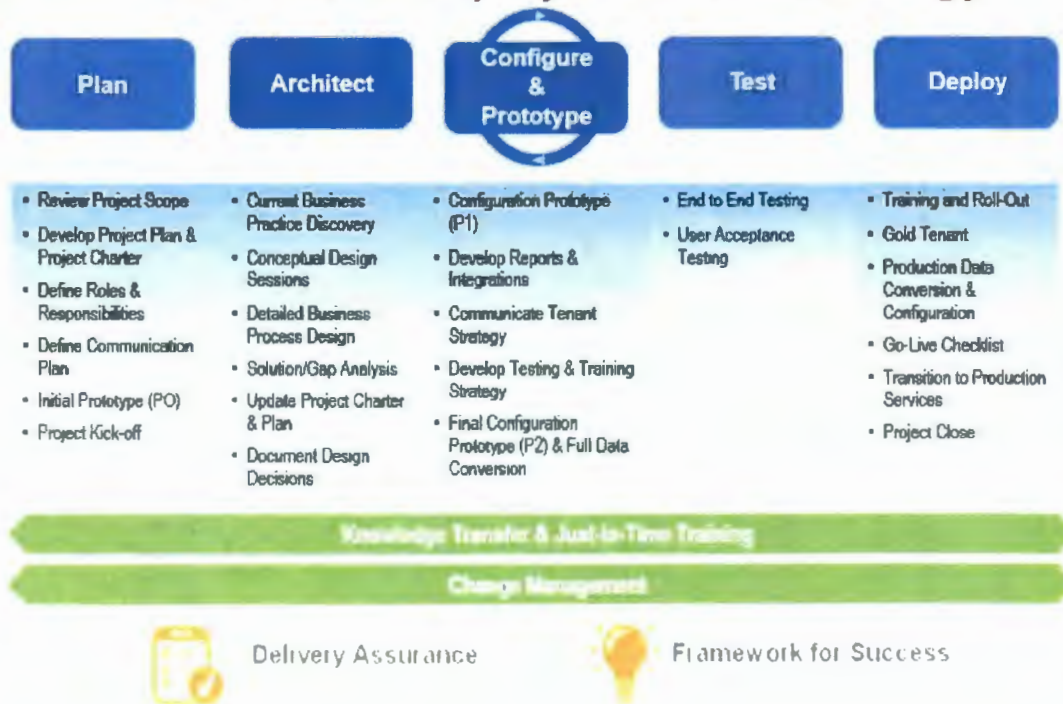 Plan
Architect
Configure
&
Prototype
Test
Deploy
• Review Project Scope
• Develop Project Plan &
Project Charter
• Define Roles &
Responsibilities
• Define Communication
Plan
• Initial Prototype (PO)
• Project Kick-off
• Current Business
Practice Discovery
• Conceptual Design
Sessions
• Detailed Business
Process Design
• Solution/Gap Analysis
• Update Project Charter
& Plan
• Document Design
Decisions
• Configuration Prototype
(P1)
• Develop Reports &
Integrations
• Communicate Tenant
Strategy
• Develop Testing & Training
Strategy
• Final Configuration
Prototype (P2) & Full Data
Conversion
• End to End Testing
• User Acceptance
Testing
• Training and Roll-Out
• Gold Tenant
• Production Data
Conversion &
Configuration
• Go-Live Checklist
• Transition to Production
Services
• Project Close
Knowledge Transfer & Just-in-Time Training
Change Management
Delivery Assurance
Framework for Success